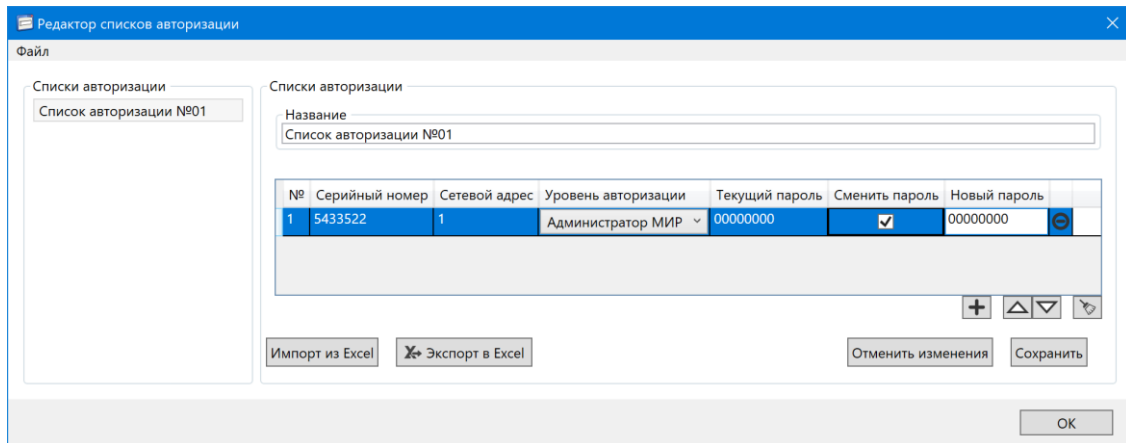 Редактор списков авторизации
Файл
Списки авторизации
Список авторизации №01
Списки авторизации
Название
Список авторизации №01
№ Серийный номер Сетевой адрес Уровень авторизации Текущий пароль Сменить пароль Новый пароль
1 5433522 1 Администратор МИР 00000000 00000000
Импорт из Excel Экспорт в Excel Отменить изменения Сохранить
OK